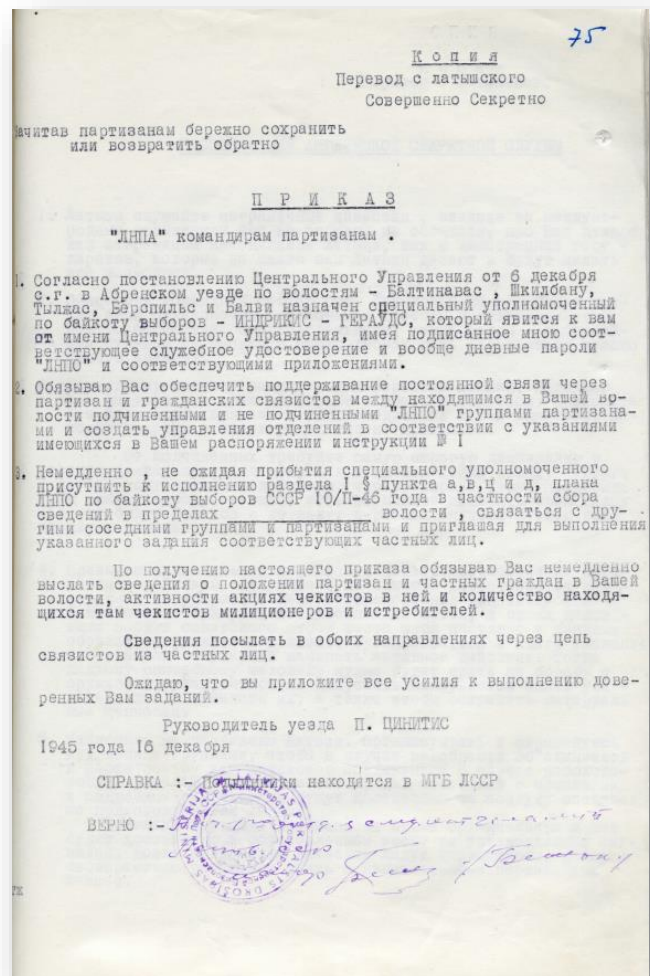 75
Копия
Перевод с латышского
Совершенно Секретно
ачитав партизанам бережно сохранить
или возвратить обратно
ПРИКАЗ
"ЛНПА" командирам партизанам .
1. Согласно постановлению Центрального Управления от 6 декабря
с.г. в Абренском уезде по волостям - Балтинавас , Шкилбану,
Тылжас, Берспильс и Балви назначен специальный уполномоченный
по байкоту выборов - ИНДРИКИС - ГЕРАУДС, который явится к вам
от имени Центрального Управления, имея подписанное мною соот-
ветствующее служебное удостоверение и вообще дневные пароли
"ЛНПО" и соответствующими приложениями.
2. Обязываю Вас обеспечить поддерживание постоянной связи через
партизан и гражданских связистов между находящимся в Вашей во-
лости подчиненными и не подчиненными "ЛНПО" группами партизана-
ми и создать управления отделений в соответствии с указаниями
имеющихся в Вашем распоряжении инструкции № I
3. Немедленно , не ожидая прибытия специального уполномоченного
присутпить к исполнению раздела I § пункта а,в,ц и д, плана
ЛНПО по байкоту выборов СССР 10/П-46 года в частности сбора
сведений в пределах ____________ волости , связаться с дру-
гими соседними группами и партизанами и приглашая для выполнения
указанного задания соответствующих частных лиц.
По получению настоящего приказа обязываю Вас немедленно
выслать сведения о положении партизан и частных граждан в Вашей
волости, активности акциях чекистов в ней и количество находя-
щихся там чекистов милиционеров и истребителей.
Сведения посылать в обоих направлениях через цепь
связистов из частных лиц.
Ожидаю, что вы приложите все усилия к выполнению дове-
ренных Вам заданий.
Руководитель уезда П. ЦИНИТИС
1945 года 16 декабря
СПРАВКА :- Подлинники находятся в МГБ ЛССР
ВЕРНО :-